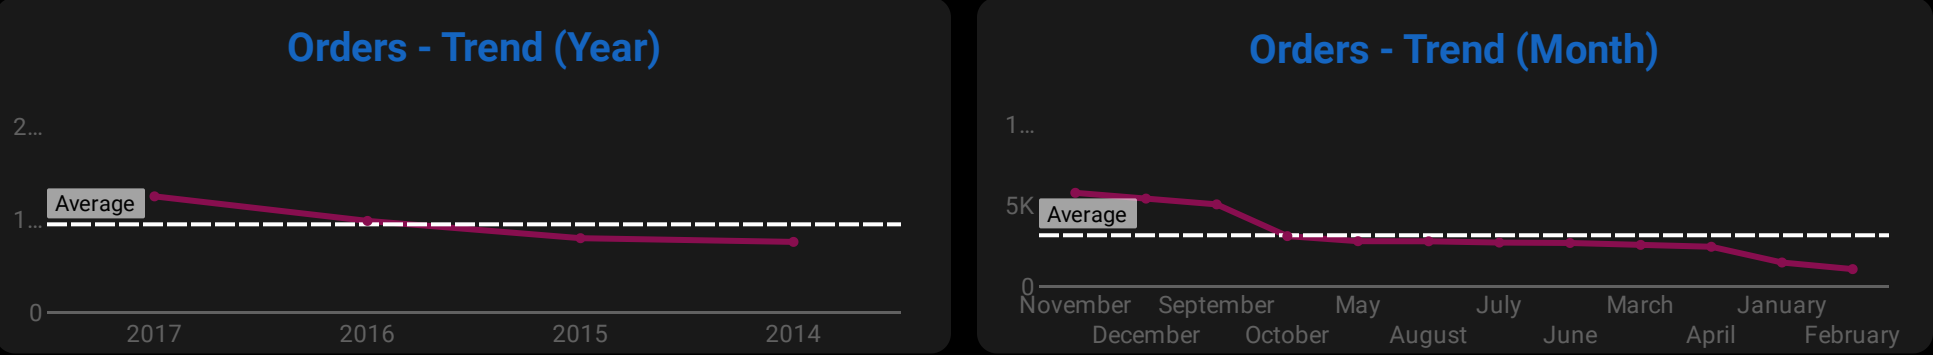 Orders - Trend (Year)
2...
Average
1...
0
2017 2016 2015 2014
Orders - Trend (Month)
1...
5K
Average
0
November September May July March January
December October August June April February